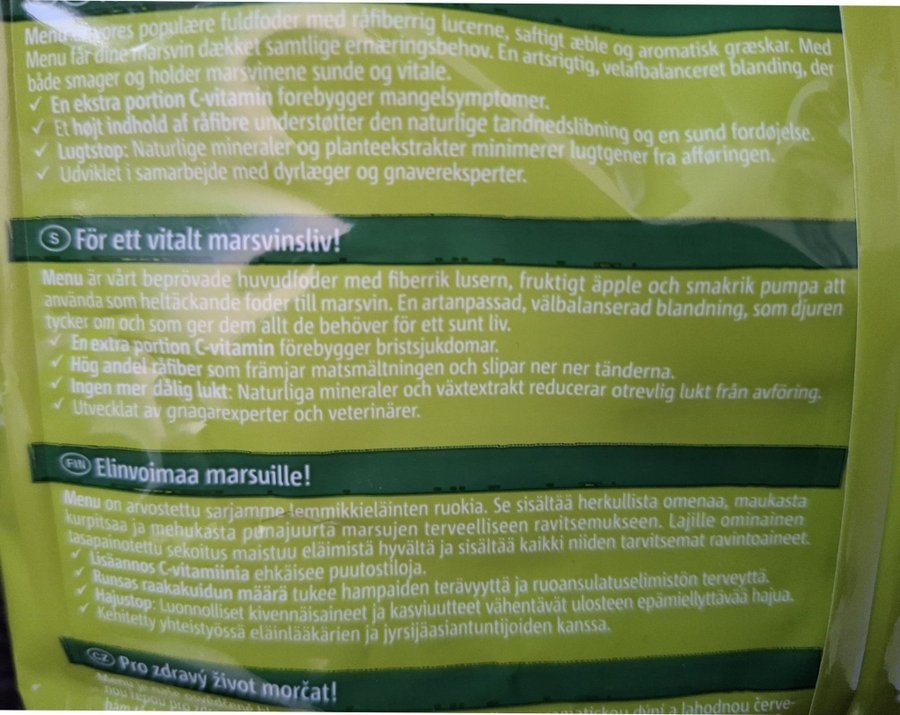 Menu er vores populære fuldfoder med råfiberrig lucerne, saftigt æble og aromatisk græskar. Med
Menu får dine marsvin dækket samtlige ernæringsbehov. En artsrigtig, velafbalanceret blanding, der
både smager og holder marsvinene sunde og vitale.
✓ En ekstra portion C-vitamin forebygger mangelsymptomer.
✓ Et højt indhold af råfibre understøtter den naturlige tandnedslibning og en sund fordøjelse.
✓ Lugtstop: Naturlige mineraler og planteekstrakter minimerer lugtgener fra afføringen.
✓ Udviklet i samarbejde med dyrlæger og gnavereksperter.
S För ett vitalt marsvinsliv!
Menu är vårt beprövade huvudfoder med fiberrik lusern, fruktigt äpple och smakrik pumpa att
använda som heltäckande foder till marsvin. En artanpassad, välbalanserad blandning, som djuren
tycker om och som ger dem allt de behöver för ett sunt liv.
✓ En extra portion C-vitamin förebygger bristsjukdomar.
✓ Hög andel råfiber som främjar matsmältningen och slipar ner ner tänderna.
✓ Ingen mer dålig lukt: Naturliga mineraler och växtextrakt reducerar otrevlig lukt från avföring.
✓ Utvecklat av gnagarexperter och veterinärer.
FIN Elinvoimaa marsuille!
Menu on arvostettu sarjamme lemmikkieläinten ruokia. Se sisältää herkullista omenaa, maukasta
kurpitsaa ja mehukasta punajuurta marsujen terveelliseen ravitsemukseen. Lajille ominainen
tasapainotettu sekoitus maistuu eläimistä hyvältä ja sisältää kaikki niiden tarvitsemat ravintoaineet.
✓ Lisäannos C-vitamiinia ehkäisee puutostiloja.
✓ Runsas raakakuidun määrä tukee hampaiden terävyyttä ja ruoansulatuselimistön terveyttä.
✓ Hajustop: Luonnolliset kivennäisaineet ja kasviuutteet vähentävät ulosteen epämiellyttävää hajua.
✓ Kehitetty yhteistyössä eläinlääkärien ja jyrsijäasiantuntijoiden kanssa.
CZ Pro zdravý život morčat!
dýní a lahodnou červe-